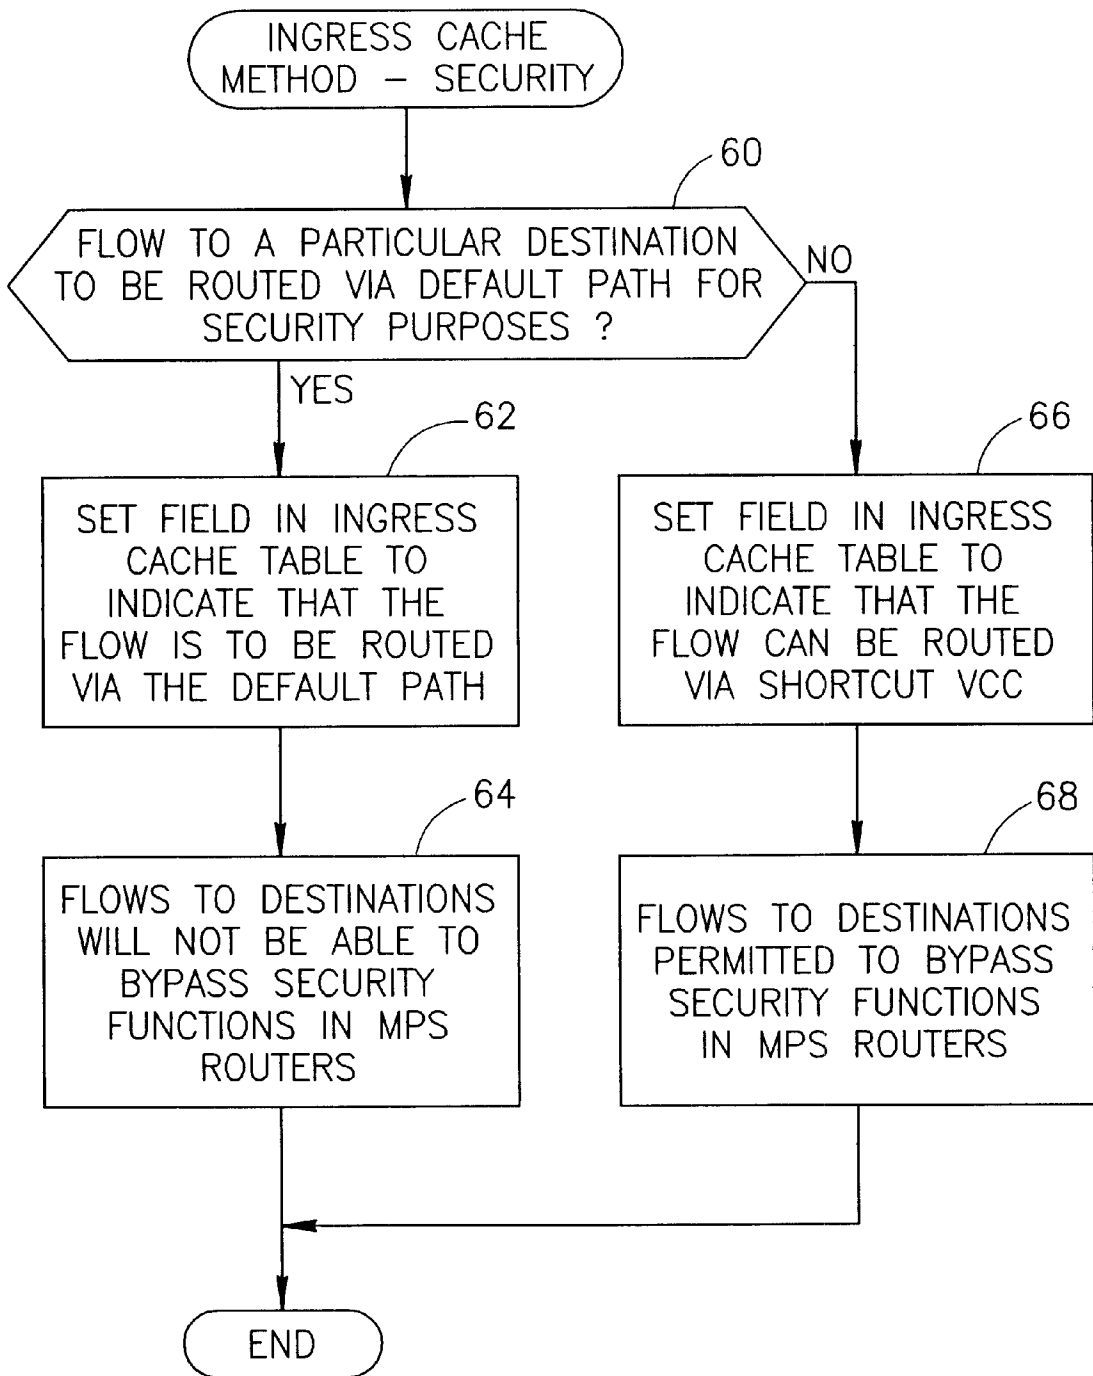 INGRESS CACHE
METHOD – SECURITY
60
FLOW TO A PARTICULAR DESTINATION
TO BE ROUTED VIA DEFAULT PATH FOR
SECURITY PURPOSES ?
NO
YES
62
SET FIELD IN INGRESS
CACHE TABLE TO
INDICATE THAT THE
FLOW IS TO BE ROUTED
VIA THE DEFAULT PATH
66
SET FIELD IN INGRESS
CACHE TABLE TO
INDICATE THAT THE
FLOW CAN BE ROUTED
VIA SHORTCUT VCC
64
FLOWS TO DESTINATIONS
WILL NOT BE ABLE TO
BYPASS SECURITY
FUNCTIONS IN MPS
ROUTERS
68
FLOWS TO DESTINATIONS
PERMITTED TO BYPASS
SECURITY FUNCTIONS
IN MPS ROUTERS
END